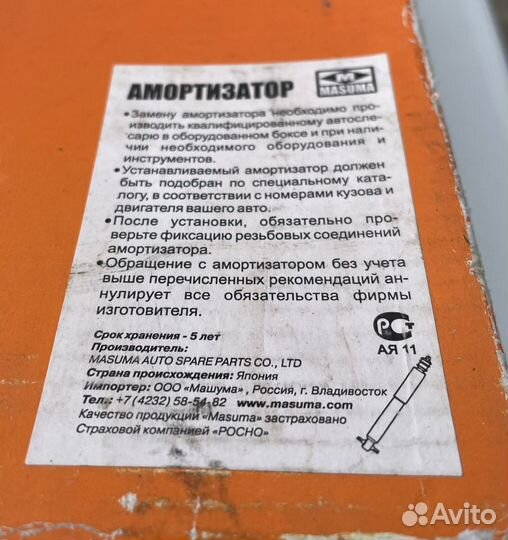 АМОРТИЗАТОР
M
MASUMA
•Замену амортизатора необходимо про-
изводить квалифицированному автосле-
сарю в оборудованном боксе и при нали-
чии необходимого оборудования и
инструментов.
•Устанавливаемый амортизатор должен
быть подобран по специальному ката-
логу, в соответствии с номерами кузова и
двигателя вашего авто.
•После установки, обязательно про-
верьте фиксацию резьбовых соединений
амортизатора.
•Обращение с амортизатором без учета
выше перечисленных рекомендаций ан-
нулирует все обязательства фирмы
изготовителя.
Срок хранения - 5 лет
Производитель:
MASUMA AUTO SPARE PARTS CO., LTD
Страна происхождения: Япония
Импортер: ООО «Машума», Россия, г. Владивосток
Тел.: +7 (4232) 58-54-82 www.masuma.com
Качество продукции «Masuma» застраховано
Страховой компанией «РОСНО»
РСТ
АЯ 11
Avito